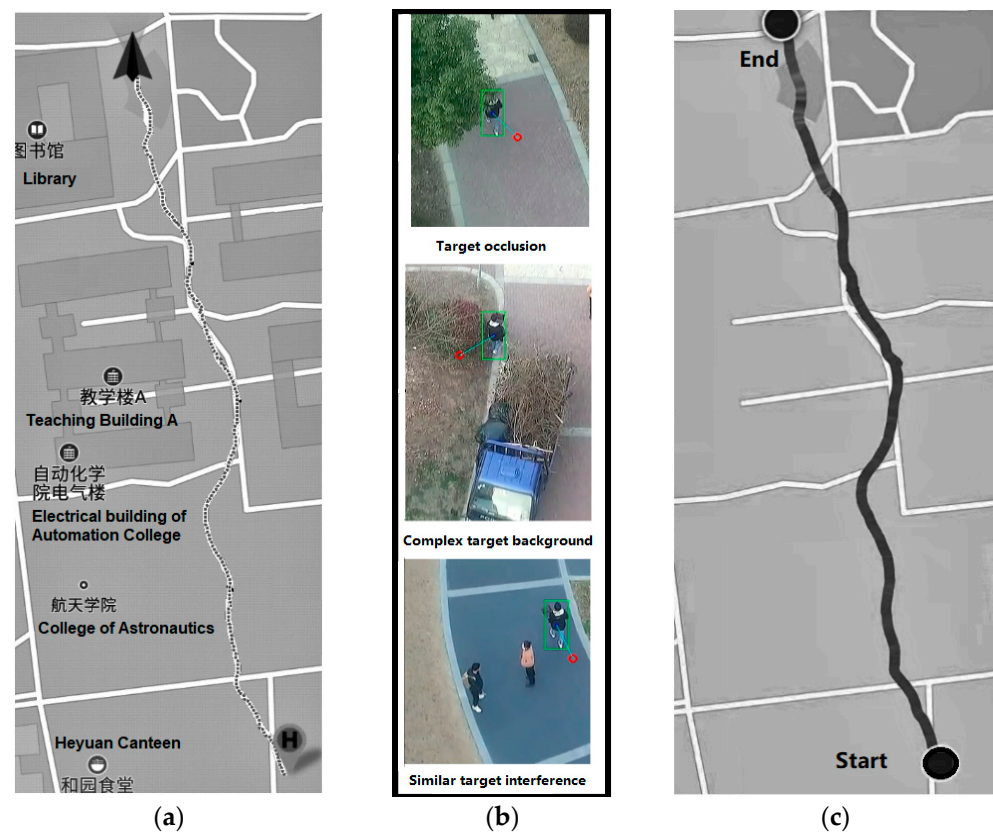 图书馆
Library
教学楼A
Teaching Building A
自动化学
院电气楼
Electrical building of
Automation College
航天学院
College of Astronautics
Heyuan Canteen
H
和园食堂
(a)
Target occlusion
Complex target background
Similar target interference
(b)
End
Start
(c)